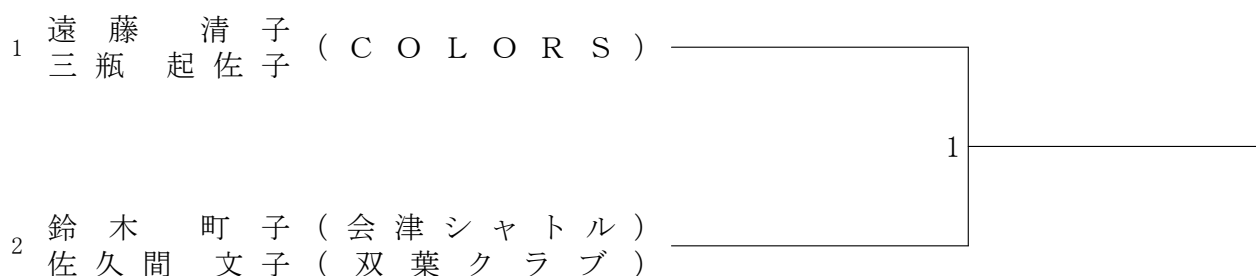 1 遠藤 清子 (COLORS)
三瓶 起佐子
1
2 鈴木 町子 (会津シャトル)
佐久間 文子 (双葉クラブ)